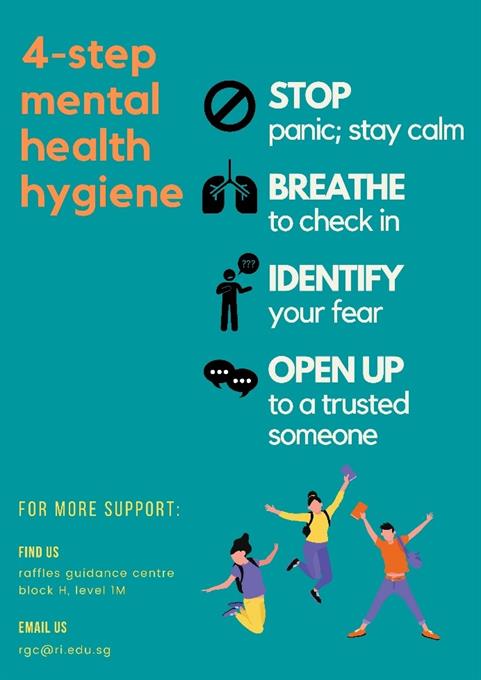 4-step
mental
health
hygiene
STOP
panic; stay calm
BREATHE
to check in
???
IDENTIFY
your fear
OPEN UP
to a trusted
someone
FOR MORE SUPPORT:
FIND US
raffles guidance centre
block H, level 1M
EMAIL US
rgc@ri.edu.sg